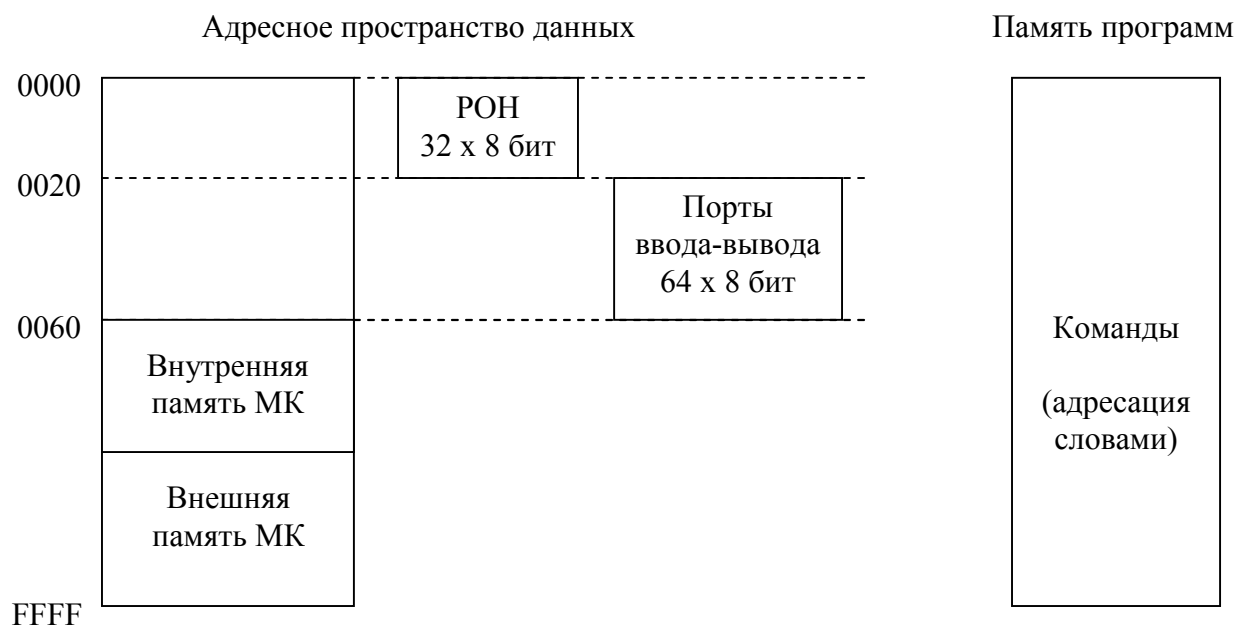 Адресное пространство данных
Память программ
0000
РОН
32 х 8 бит
0020
Порты
ввода-вывода
64 х 8 бит
0060
Внутренняя
память МК
Внешняя
память МК
FFFF
Команды
(адресация
словами)